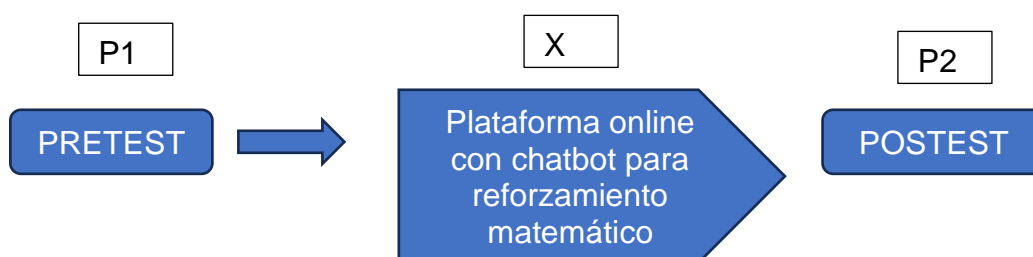 P1
X
P2
PRETEST
Plataforma online
con chatbot para
reforzamiento
matemático
POSTEST